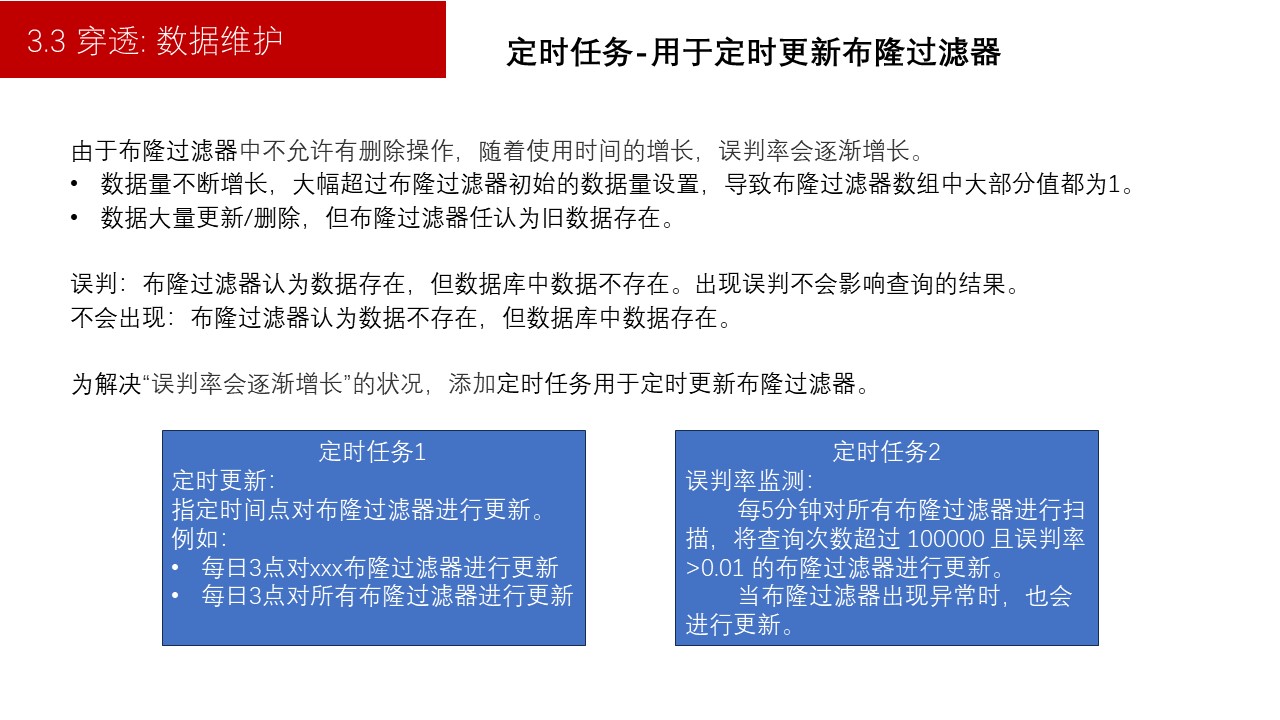 3.3 穿透: 数据维护
定时任务-用于定时更新布隆过滤器
由于布隆过滤器中不允许有删除操作，随着使用时间的增长，误判率会逐渐增长。
• 数据量不断增长，大幅超过布隆过滤器初始的数据量设置，导致布隆过滤器数组中大部分值都为1。
• 数据大量更新/删除，但布隆过滤器任认为旧数据存在。
误判：布隆过滤器认为数据存在，但数据库中数据不存在。出现误判不会影响查询的结果。
不会出现：布隆过滤器认为数据不存在，但数据库中数据存在。
为解决“误判率会逐渐增长”的状况，添加定时任务用于定时更新布隆过滤器。
定时任务1
定时更新：
指定时间点对布隆过滤器进行更新。
例如：
• 每日3点对xxx布隆过滤器进行更新
• 每日3点对所有布隆过滤器进行更新
定时任务2
误判率监测：
每5分钟对所有布隆过滤器进行扫
描，将查询次数超过 100000 且误判率
>0.01 的布隆过滤器进行更新。
当布隆过滤器出现异常时，也会
进行更新。